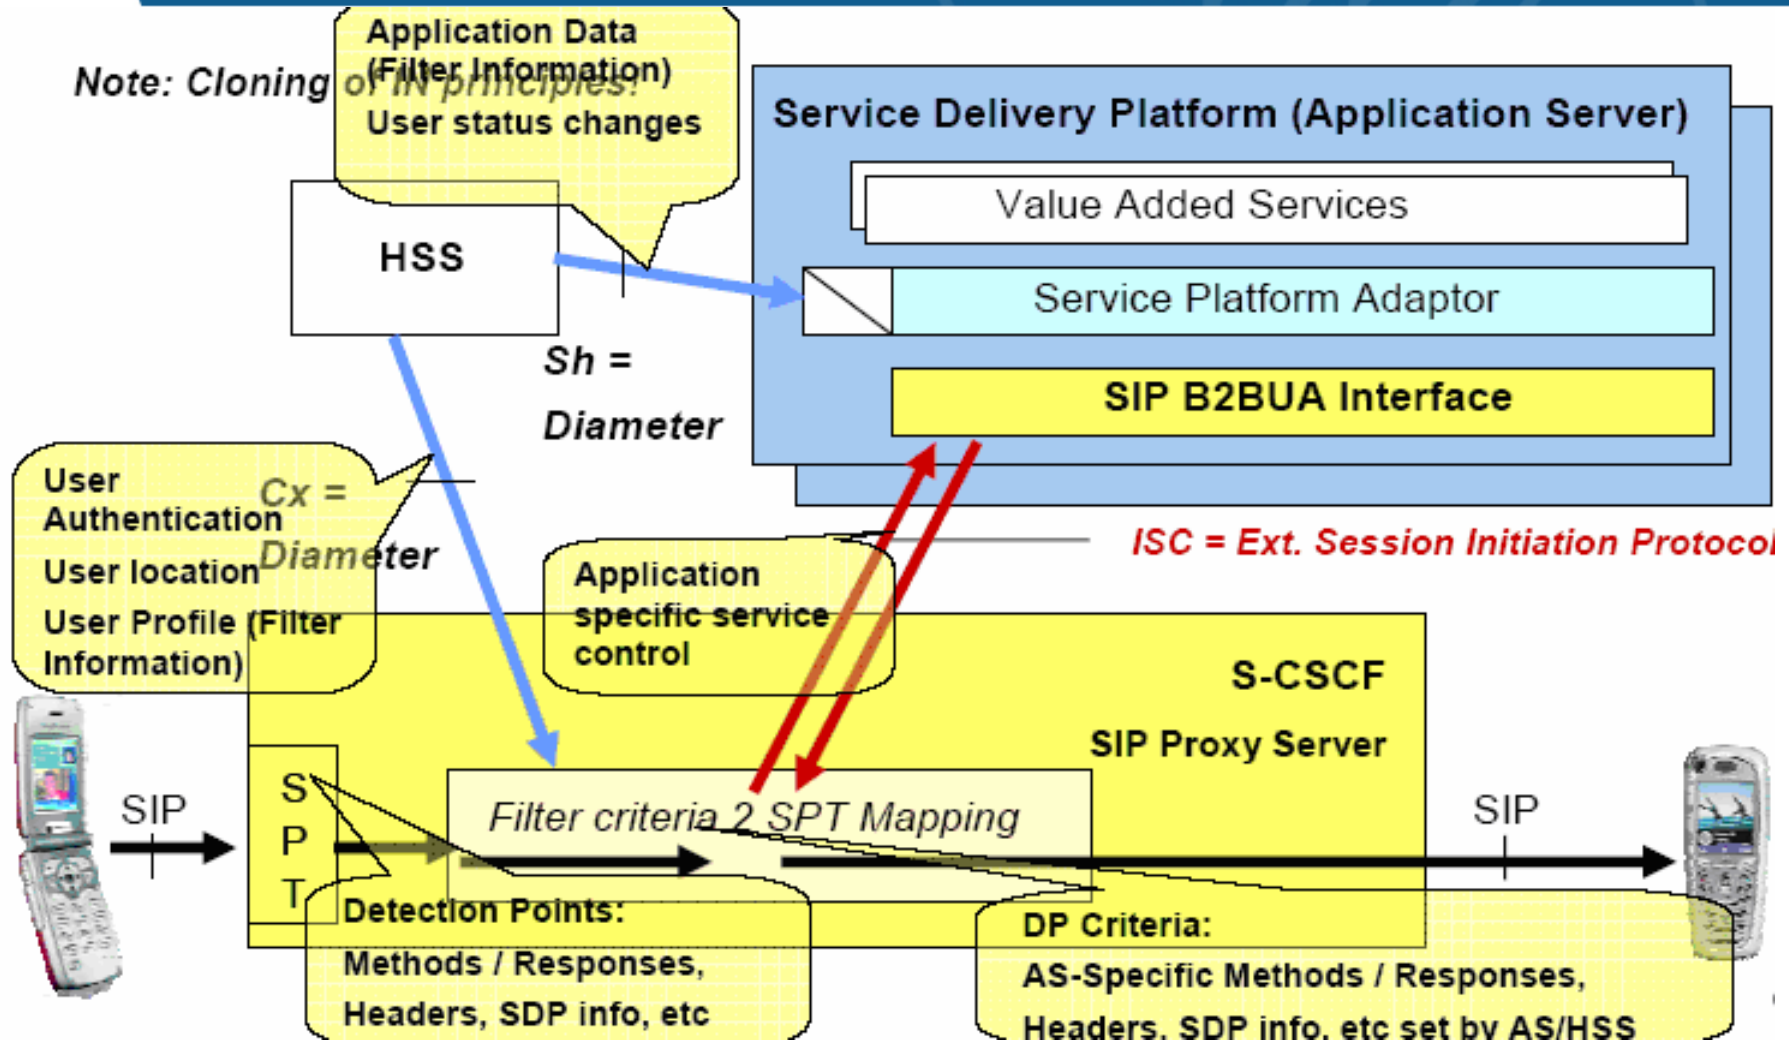 Application Data
(Filter Information)
User status changes
Note: Cloning of IN principles!
Service Delivery Platform (Application Server)
Value Added Services
HSS
Service Platform Adaptor
Sh =
Diameter
SIP B2BUA Interface
User
Authentication
User location
User Profile (Filter
Information)
Cx =
Diameter
Application
specific service
control
ISC = Ext. Session Initiation Protocol
S-CSCF
SIP Proxy Server
SIP
S
P
T
Filter criteria 2 SPT Mapping
SIP
Detection Points:
Methods / Responses,
Headers, SDP info, etc
DP Criteria:
AS-Specific Methods / Responses,
Headers, SDP info, etc set by AS/HSS